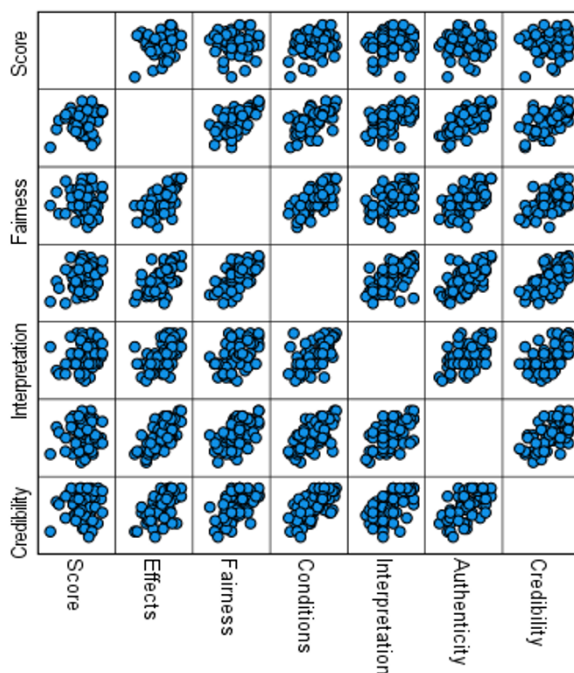 Score
Fairness
Interpretation
Credibility
Score
Effects
Fairness
Conditions
Interpretation
Authenticity
Credibility